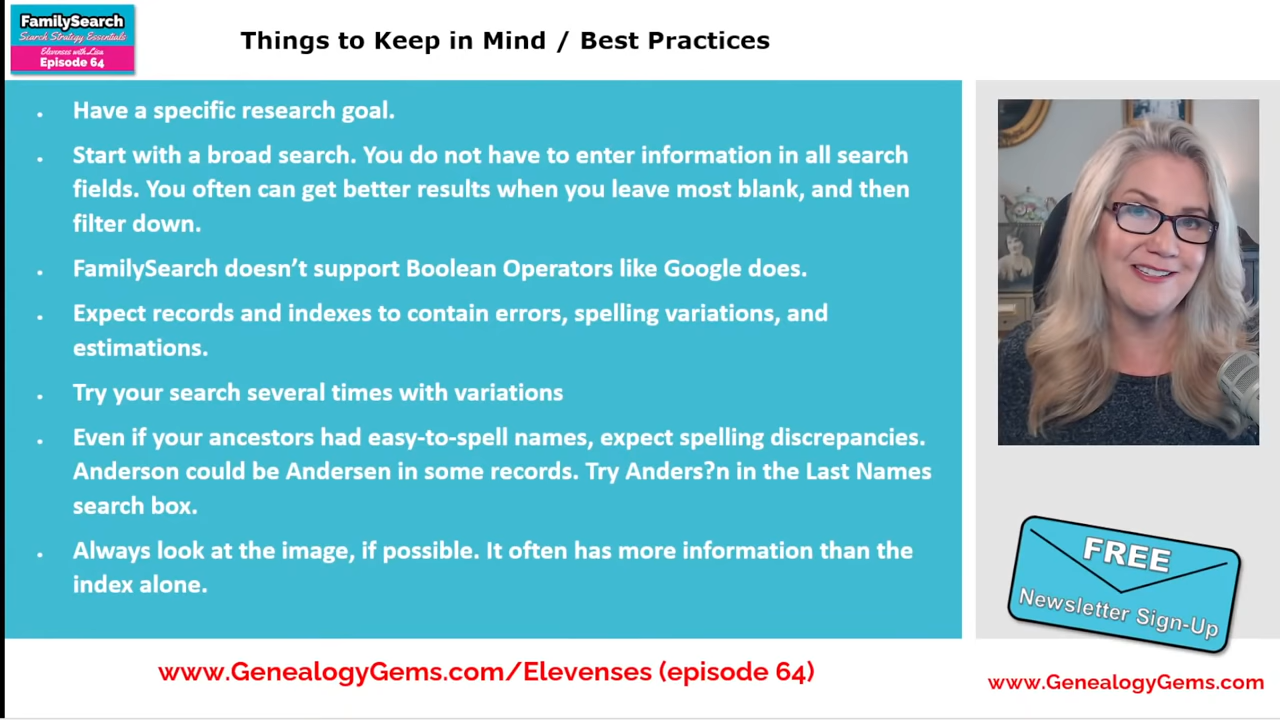 FamilySearch
Search Strategy Essentials
Elevenses with Lisa
Episode 64
Things to Keep in Mind / Best Practices
• Have a specific research goal.
• Start with a broad search. You do not have to enter information in all search
fields. You often can get better results when you leave most blank, and then
filter down.
• FamilySearch doesn’t support Boolean Operators like Google does.
• Expect records and indexes to contain errors, spelling variations, and
estimations.
• Try your search several times with variations
• Even if your ancestors had easy-to-spell names, expect spelling discrepancies.
Anderson could be Andersen in some records. Try Anders?n in the Last Names
search box.
• Always look at the image, if possible. It often has more information than the
index alone.
FREE
Newsletter Sign-Up
www.GenealogyGems.com/Elevenses (episode 64)
www.GenealogyGems.com